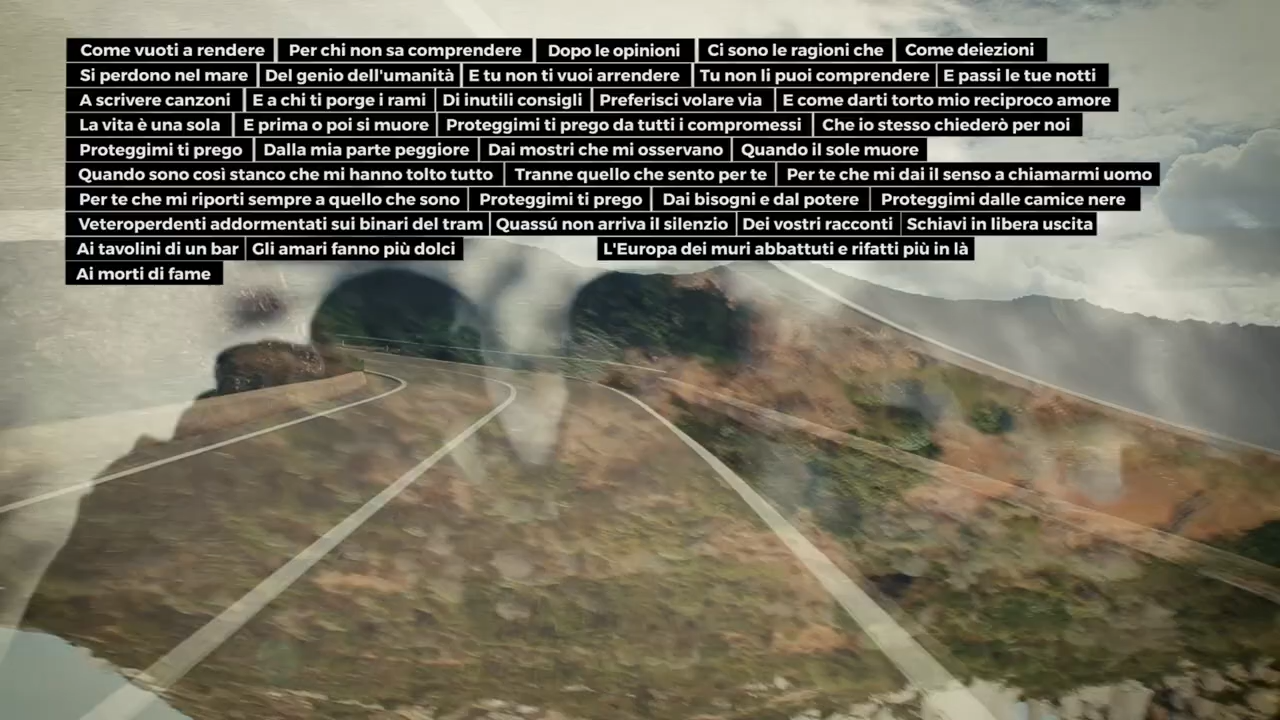 Come vuoti a rendere Per chi non sa comprendere Dopo le opinioni Ci sono le ragioni che Come deiezioni
Si perdono nel mare Del genio dell'umanità E tu non ti vuoi arrendere Tu non li puoi comprendere E passi le tue notti
A scrivere canzoni E a chi ti porge i rami Di inutili consigli Preferisci volare via E come darti torto mio reciproco amore
La vita è una sola E prima o poi si muore Proteggimi ti prego da tutti i compromessi Che io stesso chiederò per noi
Proteggimi ti prego Dalla mia parte peggiore Dai mostri che mi osservano Quando il sole muore
Quando sono così stanco che mi hanno tolto tutto Tranne quello che sento per te Per te che mi dai il senso a chiamarmi uomo
Per te che mi riporti sempre a quello che sono Proteggimi ti prego Dai bisogni e dal potere Proteggimi dalle camice nere
Veteroperdenti addormentati sui binari del tram Quassú non arriva il silenzio Dei vostri racconti Schiavi in libera uscita
Ai tavolini di un bar Gli amari fanno più dolci L'Europa dei muri abbattuti e rifatti più in là
Ai morti di fame